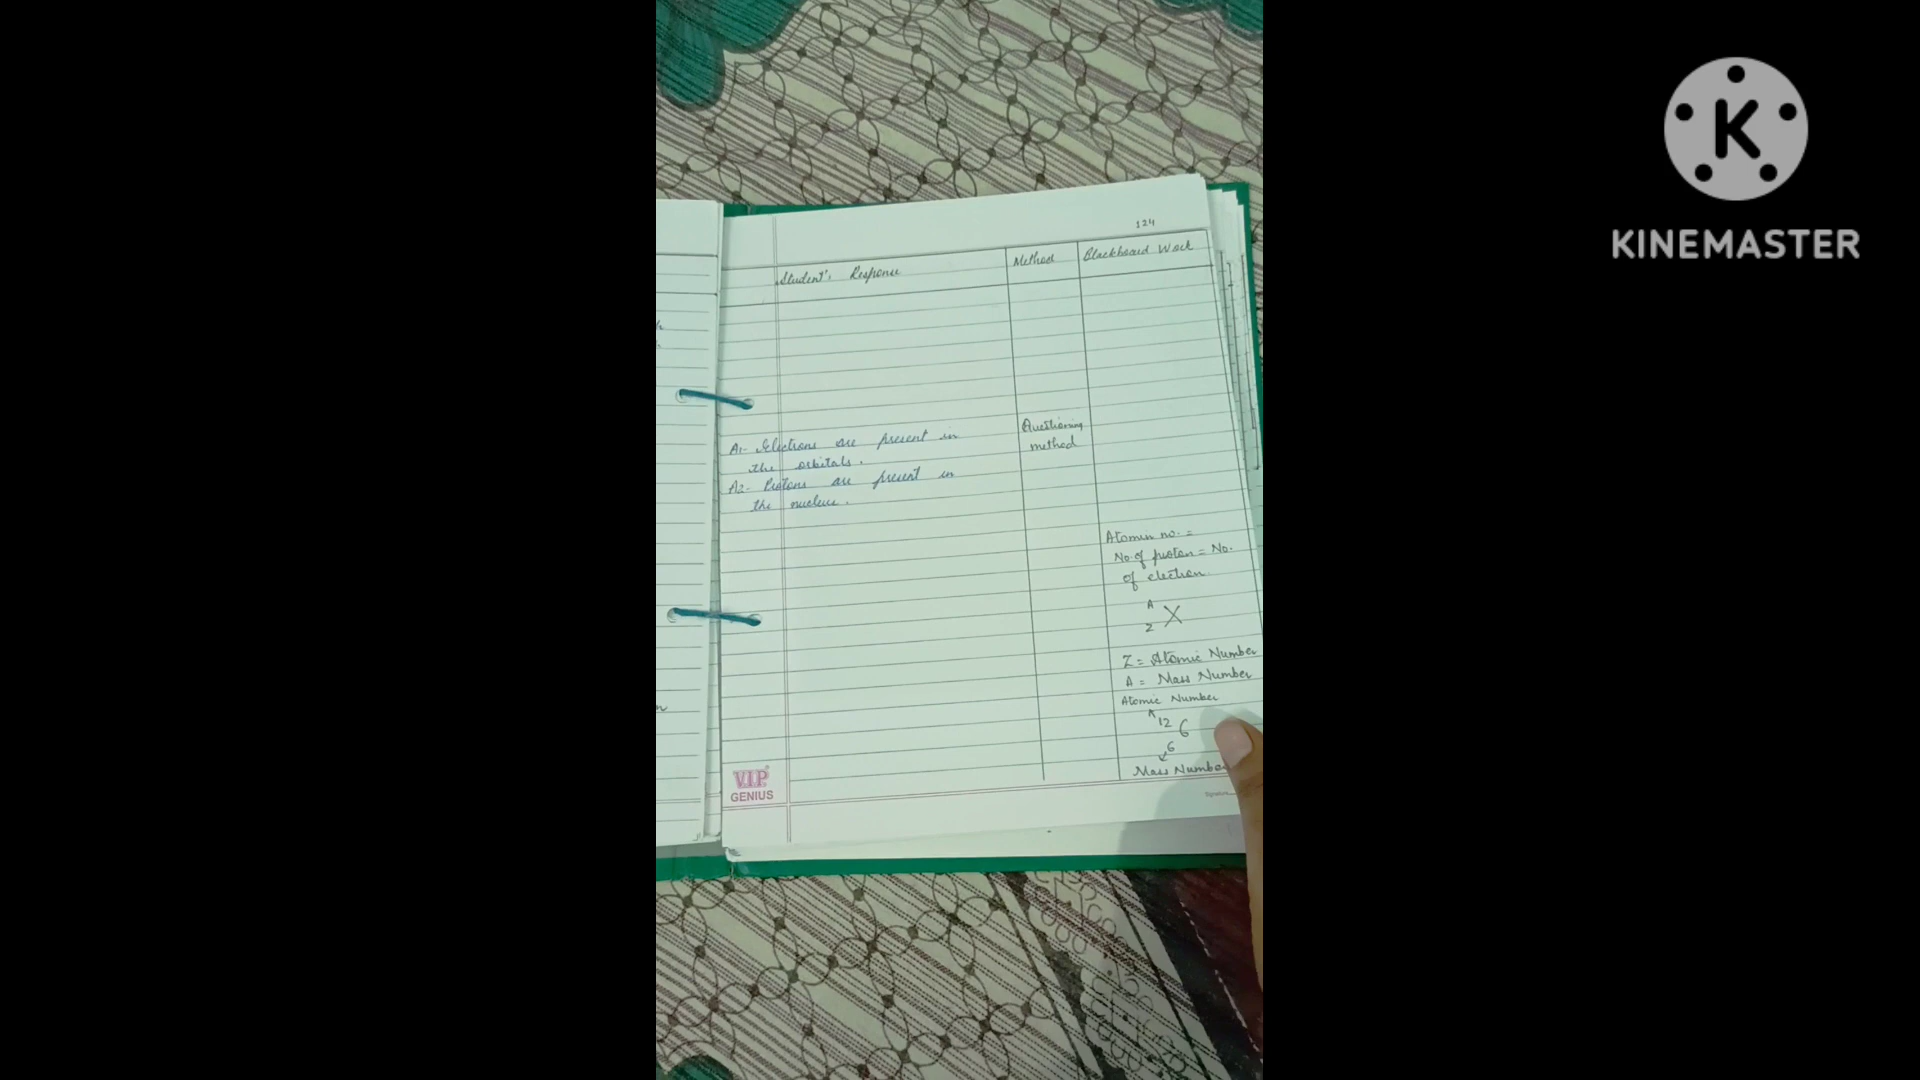 124
Student's Response
Method
Blackboard Work
A1- Electrons are present in
the orbitals.
A2- Protons are present in
the nucleus.
Questioning
method
Atomin no. =
No. of proton = No.
of electron.
A
X
Z
Z = Atomic Number
A = Mass Number
Atomic Number
12
C
6
Mass Number
V.I.P
GENIUS
K
KINEMASTER